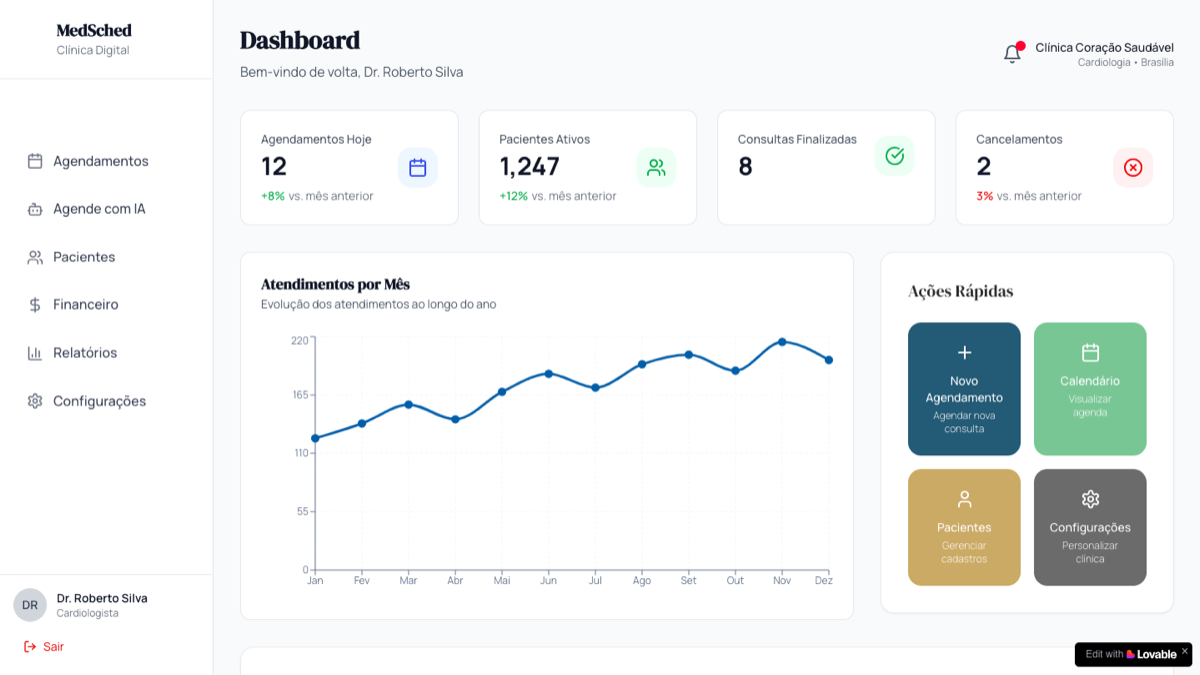 MedSched
Clínica Digital
Agendamentos
Agende com IA
Pacientes
Financeiro
Relatórios
Configurações
DR
Dr. Roberto Silva
Cardiologista
Sair
Dashboard
Bem-vindo de volta, Dr. Roberto Silva
Clínica Coração Saudável
Cardiologia • Brasília
Agendamentos Hoje
12
+8% vs. mês anterior
Pacientes Ativos
1,247
+12% vs. mês anterior
Consultas Finalizadas
8
Cancelamentos
2
3% vs. mês anterior
Atendimentos por Mês
Evolução dos atendimentos ao longo do ano
220
165
110
55
0
Jan Fev Mar Abr Mai Jun Jul Ago Set Out Nov Dez
Ações Rápidas
Novo
Agendamento
Agendar nova
consulta
Calendário
Visualizar
agenda
Pacientes
Gerenciar
cadastros
Configurações
Personalizar
clínica
Edit with Lovable ×